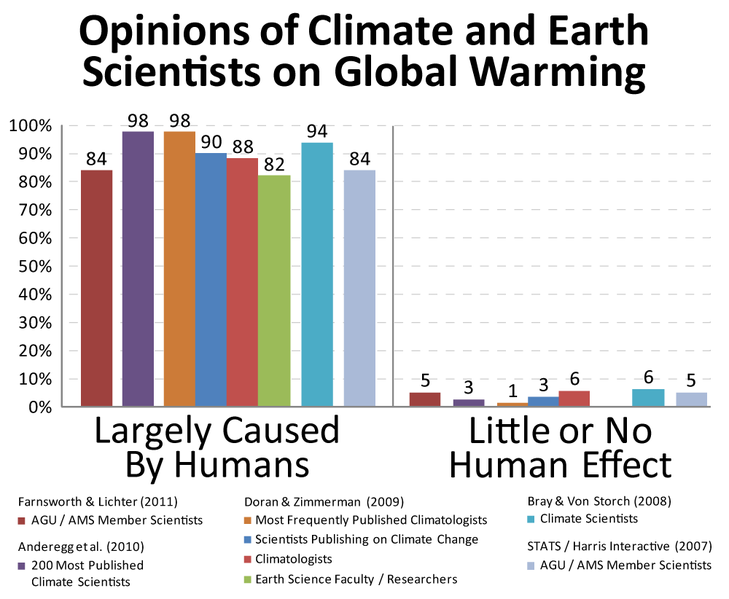 Opinions of Climate and Earth
Scientists on Global Warming
100%
90%
80%
70%
60%
50%
40%
30%
20%
10%
0%
84
98
98
90
88
82
94
84
5
3
1
3
6
6
5
Largely Caused
By Humans
Little or No
Human Effect
Farnsworth & Lichter (2011)
AGU / AMS Member Scientists
Anderegg et al. (2010)
200 Most Published
Climate Scientists
Doran & Zimmerman (2009)
Most Frequently Published Climatologists
Scientists Publishing on Climate Change
Climatologists
Earth Science Faculty / Researchers
Bray & Von Storch (2008)
Climate Scientists
STATS / Harris Interactive (2007)
AGU / AMS Member Scientists